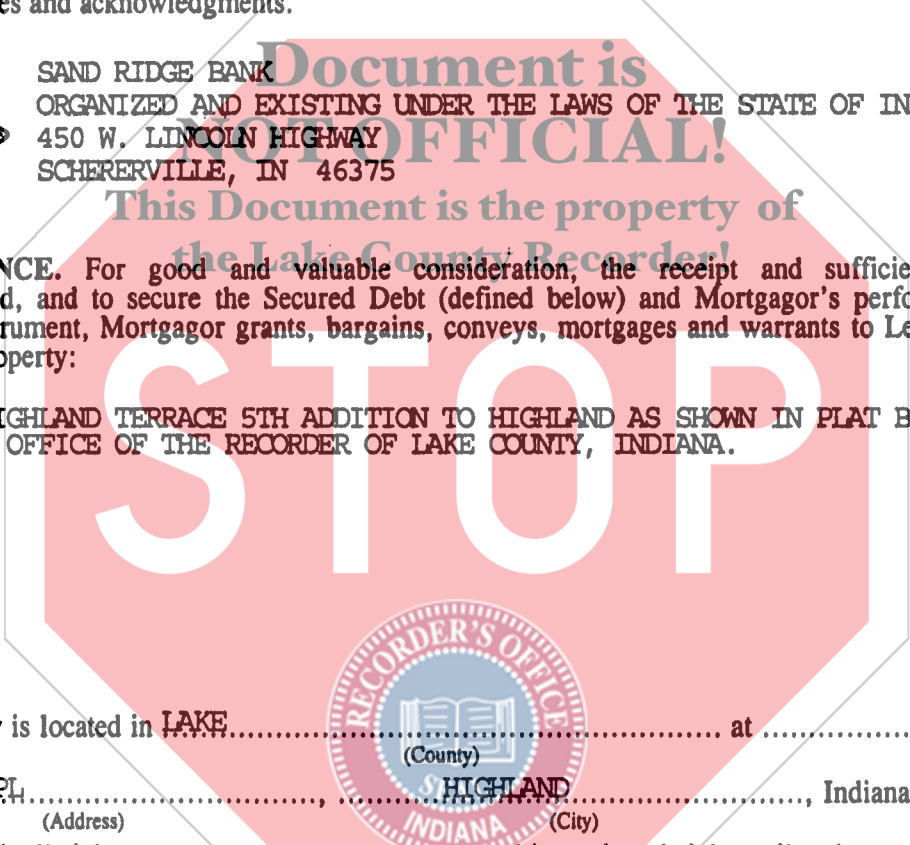 es and acknowledgments.
Document is
SAND RIDGE BANK
ORGANIZED AND EXISTING UNDER THE LAWS OF THE STATE OF IN
NOT OFFICIAL!
450 W. LINCOLN HIGHWAY
SCHERERVILLE, IN 46375
This Document is the property of
the Lake County Recorder!
NCE. For good and valuable consideration, the receipt and sufficie
d, and to secure the Secured Debt (defined below) and Mortgagor's perfo
rument, Mortgagor grants, bargains, conveys, mortgages and warrants to Le
operty:
STOP
IGHLAND TERRACE 5TH ADDITION TO HIGHLAND AS SHOWN IN PLAT B
OFFICE OF THE RECORDER OF LAKE COUNTY, INDIANA.
RECORDER'S OFFICE
SEAL
INDIANA
y is located in LAKE at
(County)
PL, HIGHLAND, Indiana
(Address) (City)